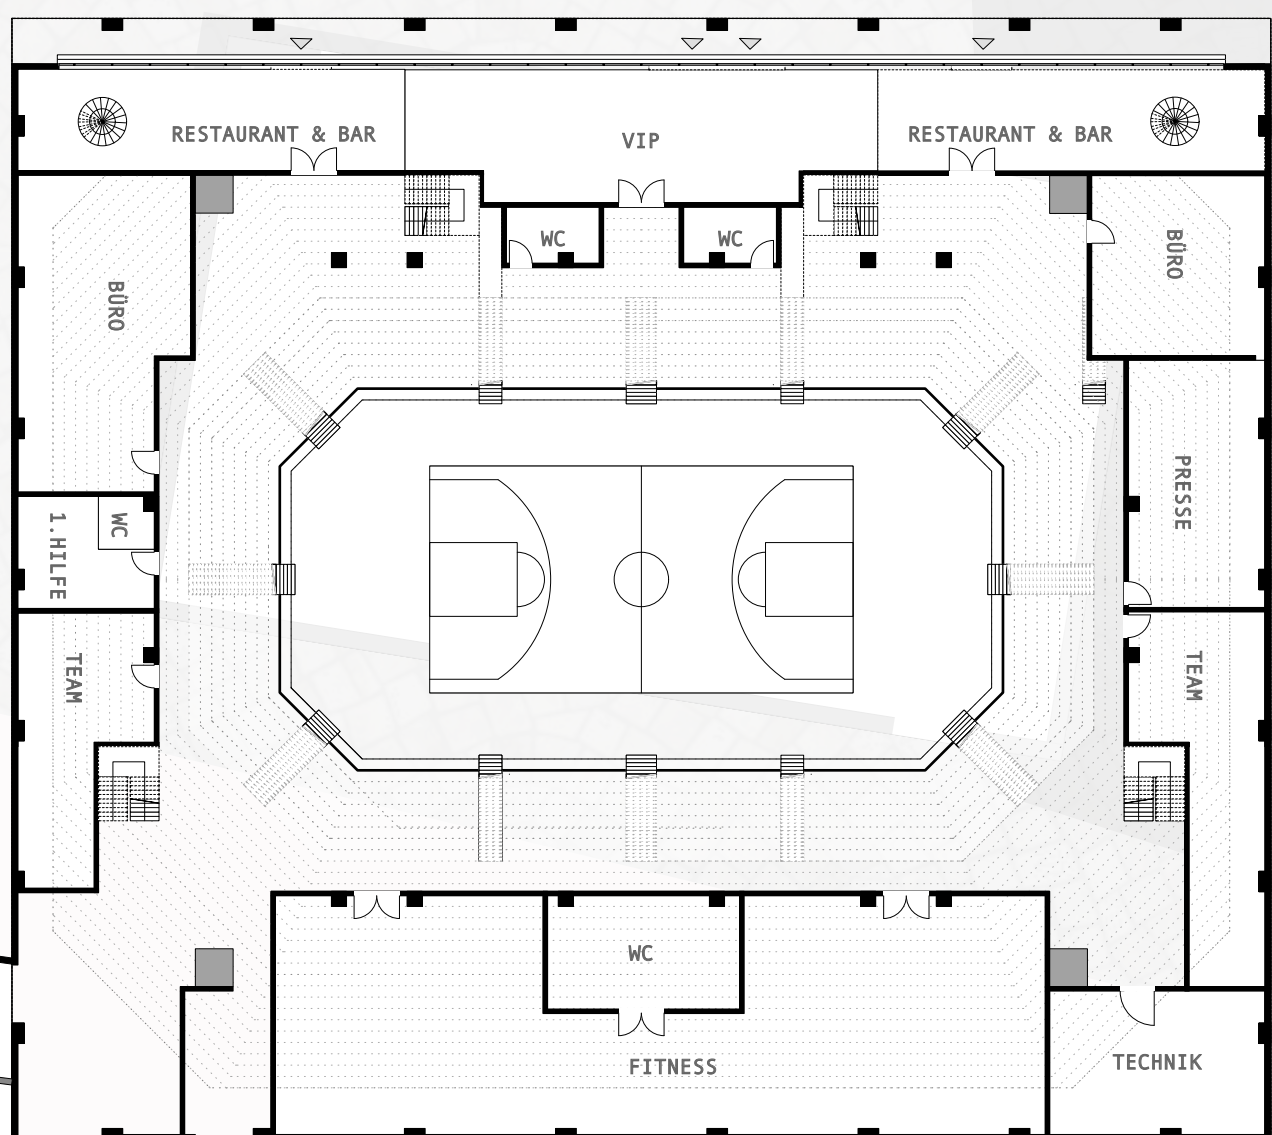 RESTAURANT & BAR
VIP
RESTAURANT & BAR
WC
WC
BÜRO
BÜRO
PRESSE
1.HILFE
WC
TEAM
TEAM
WC
FITNESS
TECHNIK